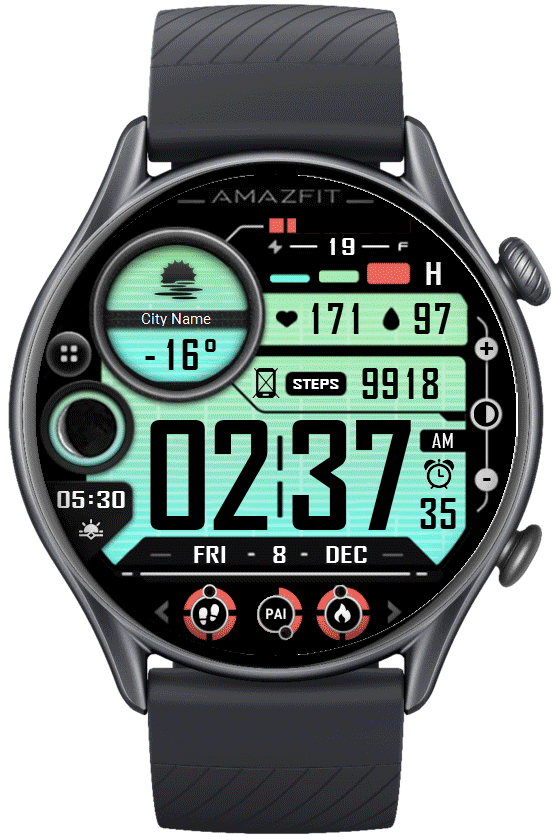 AMAZFIT
19 F
H
City Name
171 97
-16°
STEPS 9918
02:37 AM
35
05:30
FRI - 8 - DEC
PAI
+
-